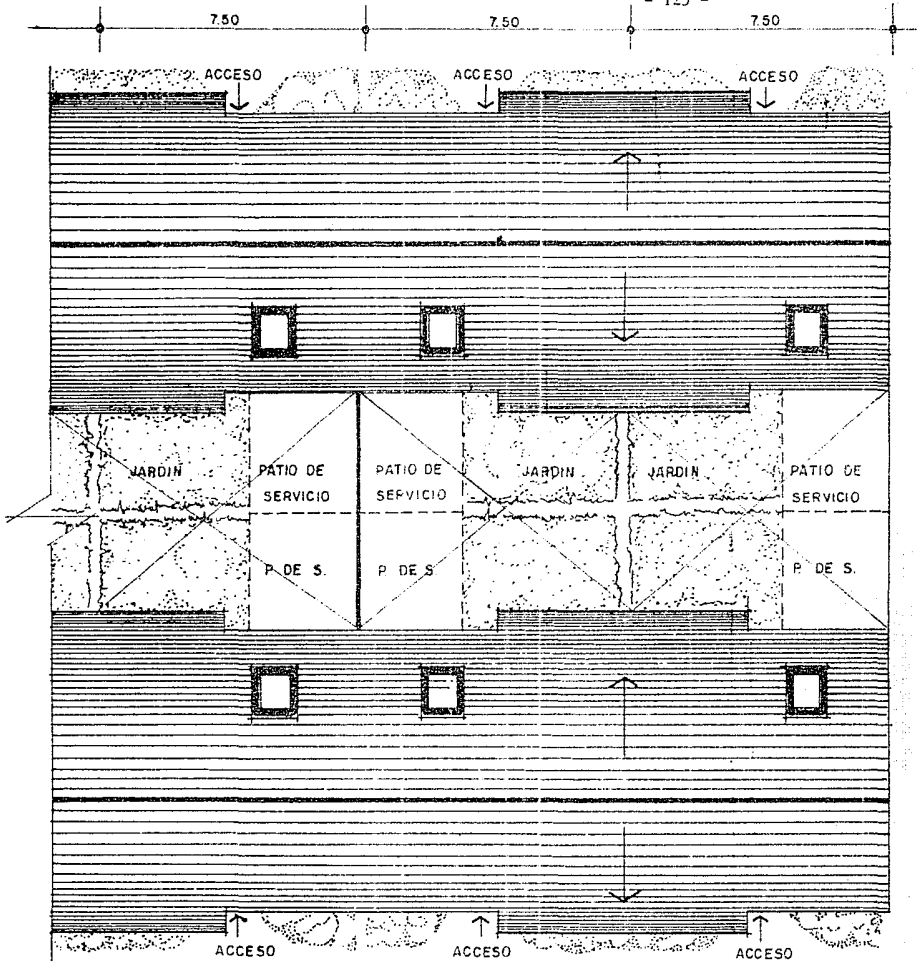 - 125 -
7.50 7.50 7.50
ACCESO ACCESO ACCESO
JARDIN PATIO DE SERVICIO PATIO DE SERVICIO JARDIN JARDIN PATIO DE SERVICIO
P. DE S. P. DE S. P. DE S.
ACCESO ACCESO ACCESO